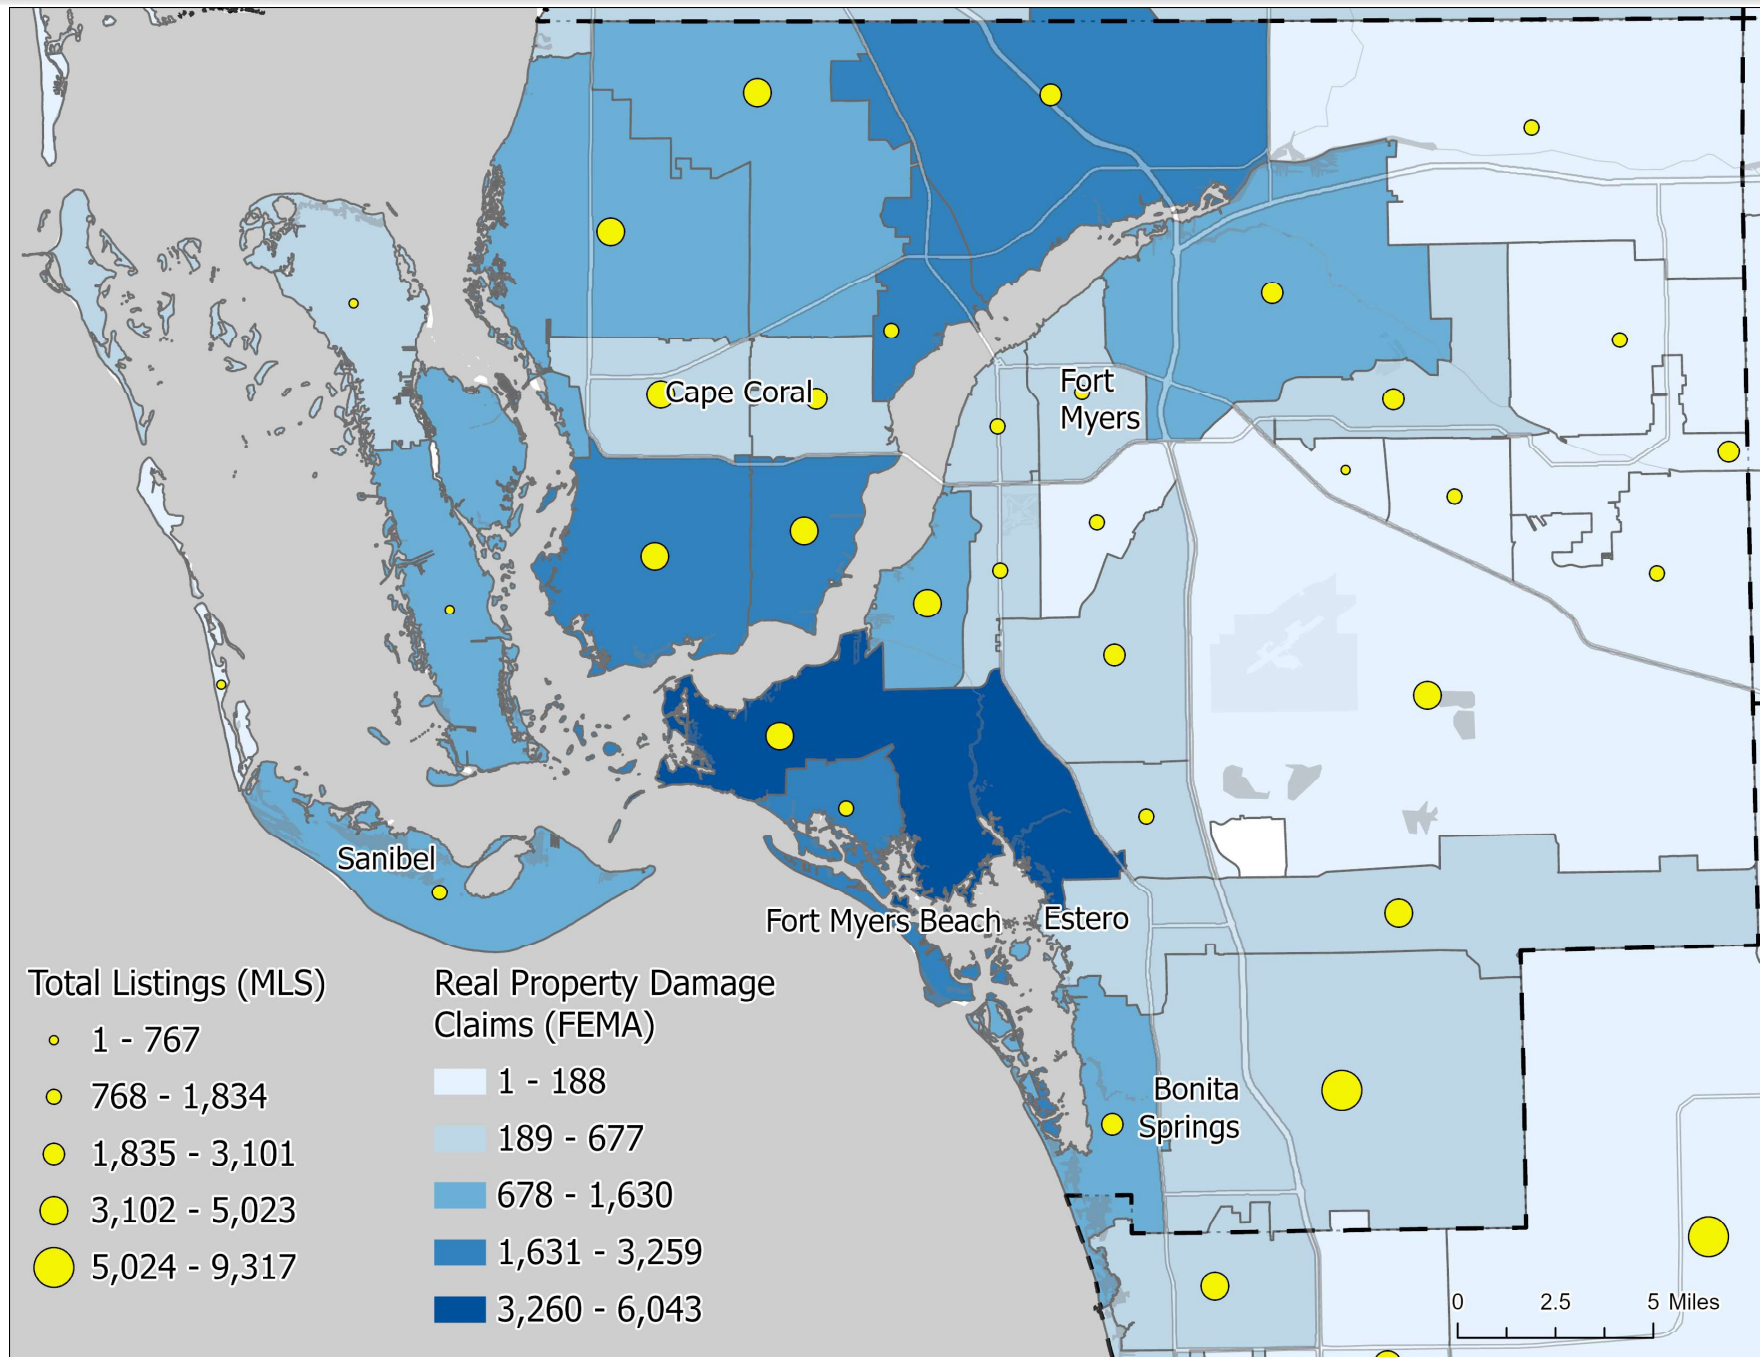 Cape Coral
Fort
Myers
Sanibel
Fort Myers Beach
Estero
Bonita
Springs
Total Listings (MLS)
1 - 767
768 - 1,834
1,835 - 3,101
3,102 - 5,023
5,024 - 9,317
Real Property Damage
Claims (FEMA)
1 - 188
189 - 677
678 - 1,630
1,631 - 3,259
3,260 - 6,043
0 2.5 5 Miles